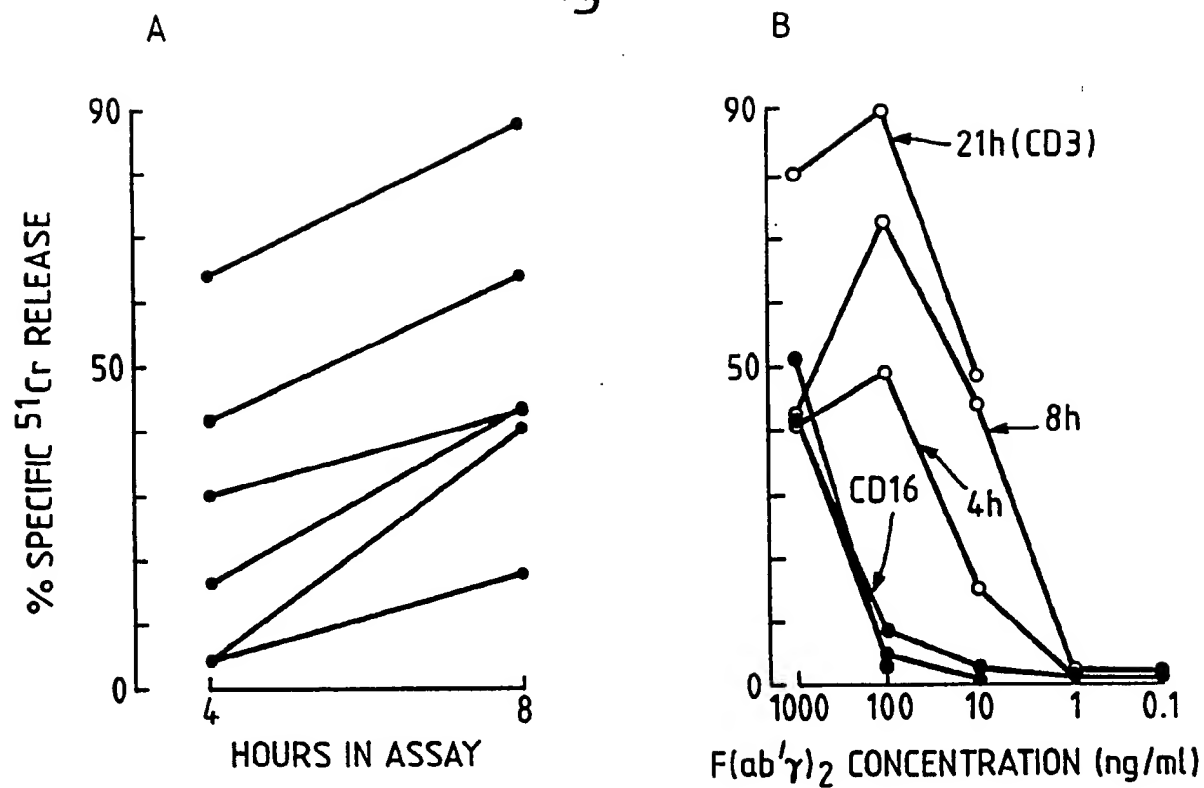 A
90
50
0
% SPECIFIC ⁵¹Cr RELEASE
4
8
HOURS IN ASSAY
B
90
50
0
21h (CD3)
8h
4h
CD16
1000
100
10
1
0.1
F(ab'γ)₂ CONCENTRATION (ng/ml)